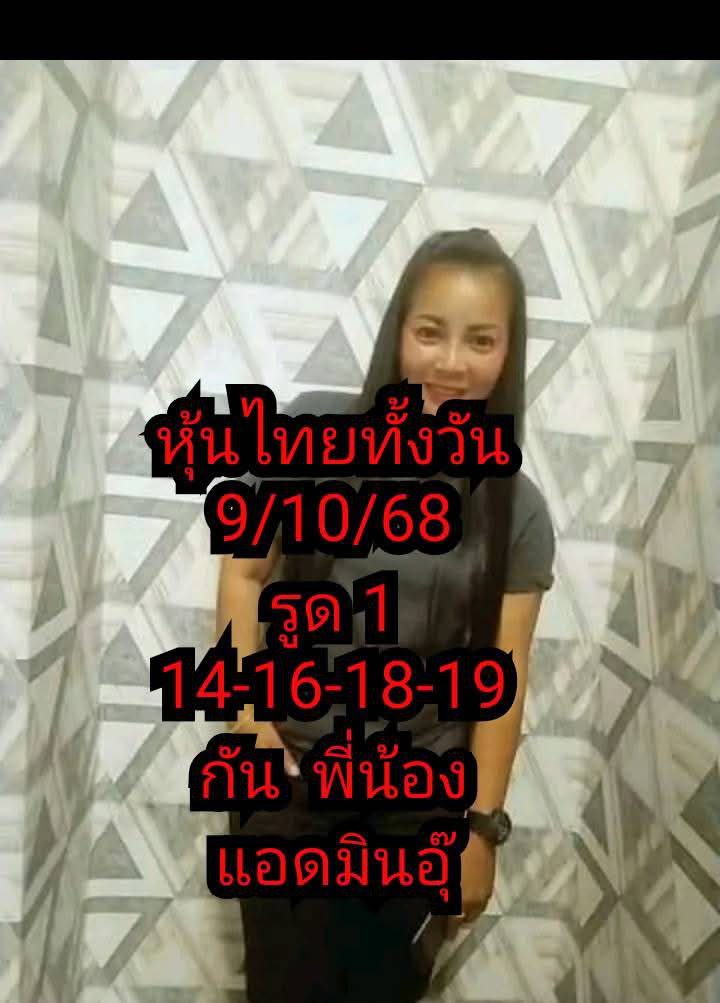 หุ้นไทยทั้งวัน
9/10/68
รูด 1
14-16-18-19
กัน พี่น้อง
แอดมินอุ๊